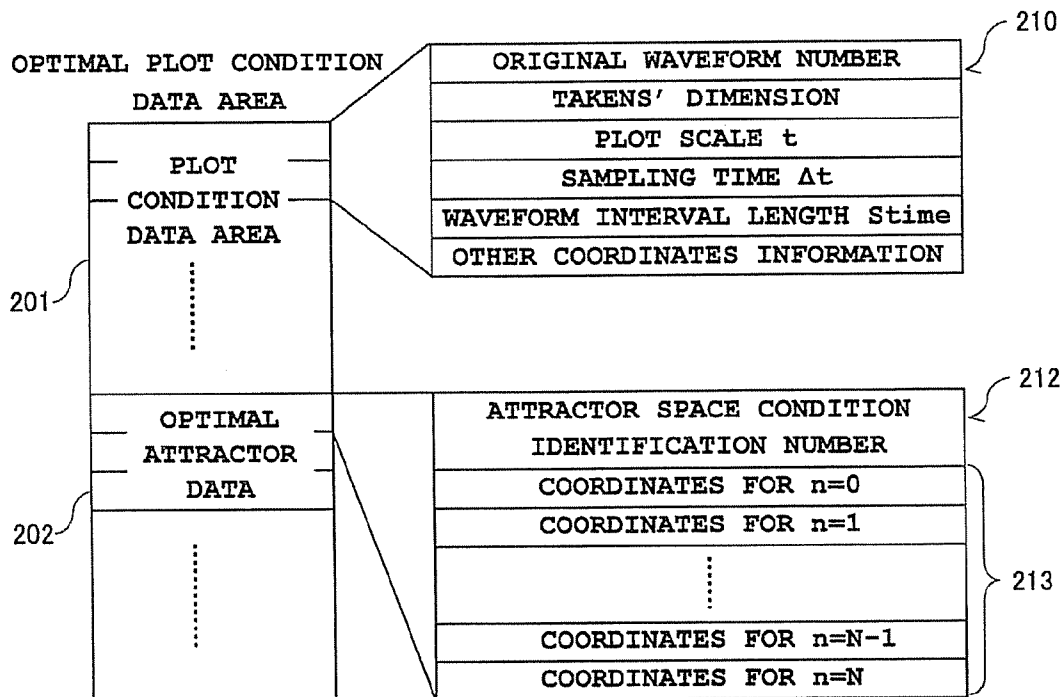 OPTIMAL PLOT CONDITION
DATA AREA
PLOT
CONDITION
DATA AREA
201
OPTIMAL
ATTRACTOR
DATA
202
210
ORIGINAL WAVEFORM NUMBER
TAKENS' DIMENSION
PLOT SCALE t
SAMPLING TIME Δt
WAVEFORM INTERVAL LENGTH Stime
OTHER COORDINATES INFORMATION
212
ATTRACTOR SPACE CONDITION
IDENTIFICATION NUMBER
COORDINATES FOR n=0
COORDINATES FOR n=1
COORDINATES FOR n=N-1
COORDINATES FOR n=N
213